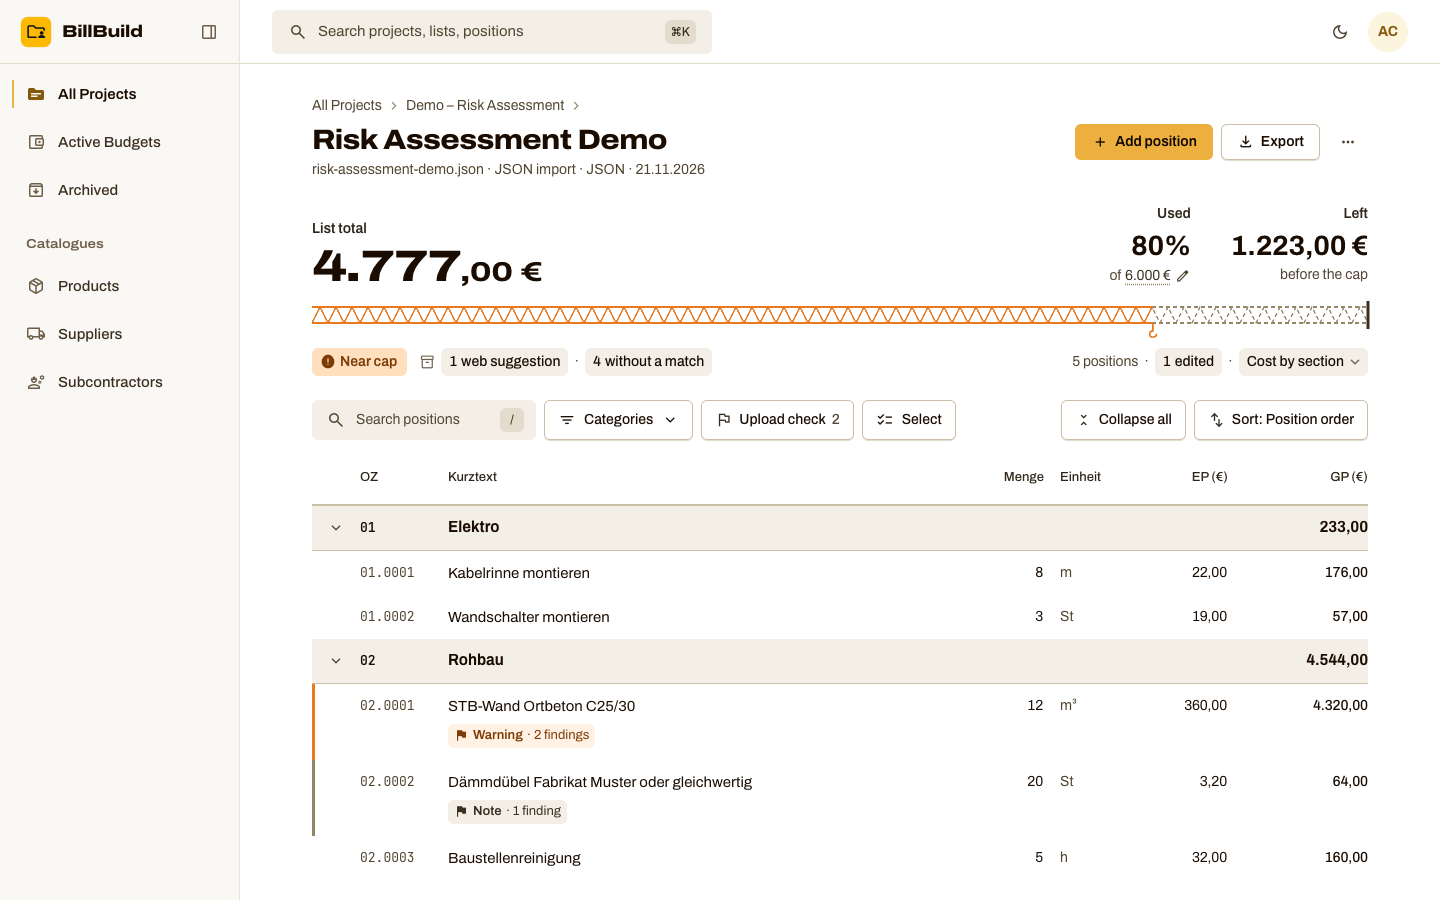 BillBuild
Search projects, lists, positions
⌘K
AC
All Projects
Active Budgets
Archived
Catalogues
Products
Suppliers
Subcontractors
All Projects
Demo – Risk Assessment
Risk Assessment Demo
risk-assessment-demo.json · JSON import · JSON · 21.11.2026
Add position
Export
List total
4.777,00 €
Used
80%
of 6.000 €
Left
1.223,00 €
before the cap
Near cap
1 web suggestion · 4 without a match
5 positions · 1 edited · Cost by section
Search positions /
Categories
Upload check 2
Select
Collapse all
Sort: Position order
OZ Kurztext Menge Einheit EP (€) GP (€)
01 Elektro 233,00
01.0001 Kabelrinne montieren 8 m 22,00 176,00
01.0002 Wandschalter montieren 3 St 19,00 57,00
02 Rohbau 4.544,00
02.0001 STB-Wand Ortbeton C25/30 12 m³ 360,00 4.320,00
Warning · 2 findings
02.0002 Dämmdübel Fabrikat Muster oder gleichwertig 20 St 3,20 64,00
Note · 1 finding
02.0003 Baustellenreinigung 5 h 32,00 160,00